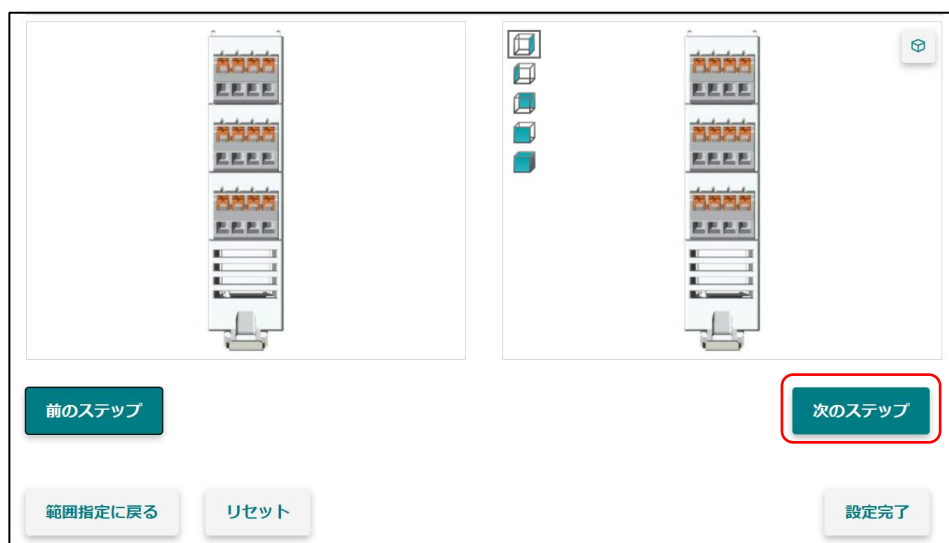 前のステップ
次のステップ
範囲指定に戻る
リセット
設定完了